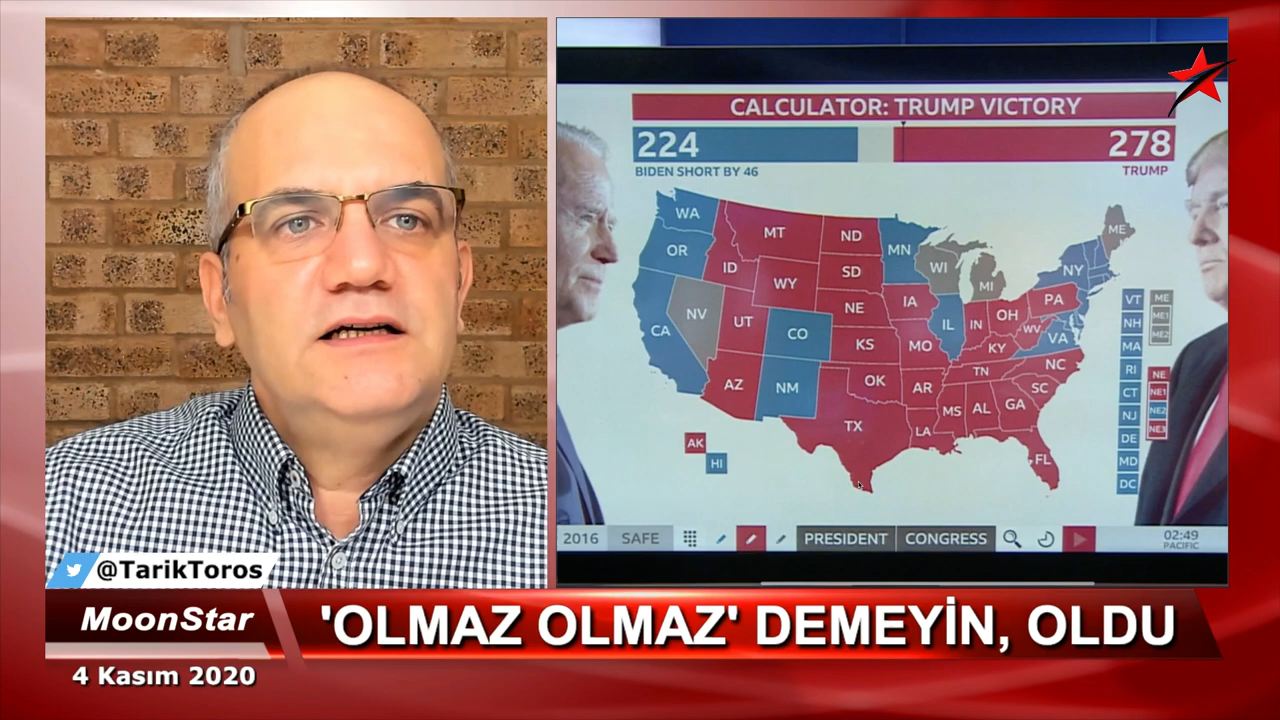 CALCULATOR: TRUMP VICTORY
224
278
BIDEN SHORT BY 46
TRUMP
WA
OR
CA
NV
ID
MT
WY
UT
AZ
CO
NM
ND
SD
NE
KS
OK
TX
MN
IA
MO
AR
LA
WI
IL
MI
IN
OH
KY
TN
MS
AL
GA
FL
SC
NC
VA
WV
PA
NY
ME
AK
HI
VT
NH
MA
RI
CT
NJ
DE
MD
DC
ME
ME1
ME2
NE
NE1
NE2
NE3
2016
SAFE
PRESIDENT
CONGRESS
02:49
PACIFIC
@TarikToros
MoonStar
'OLMAZ OLMAZ' DEMEYİN, OLDU
4 Kasım 2020